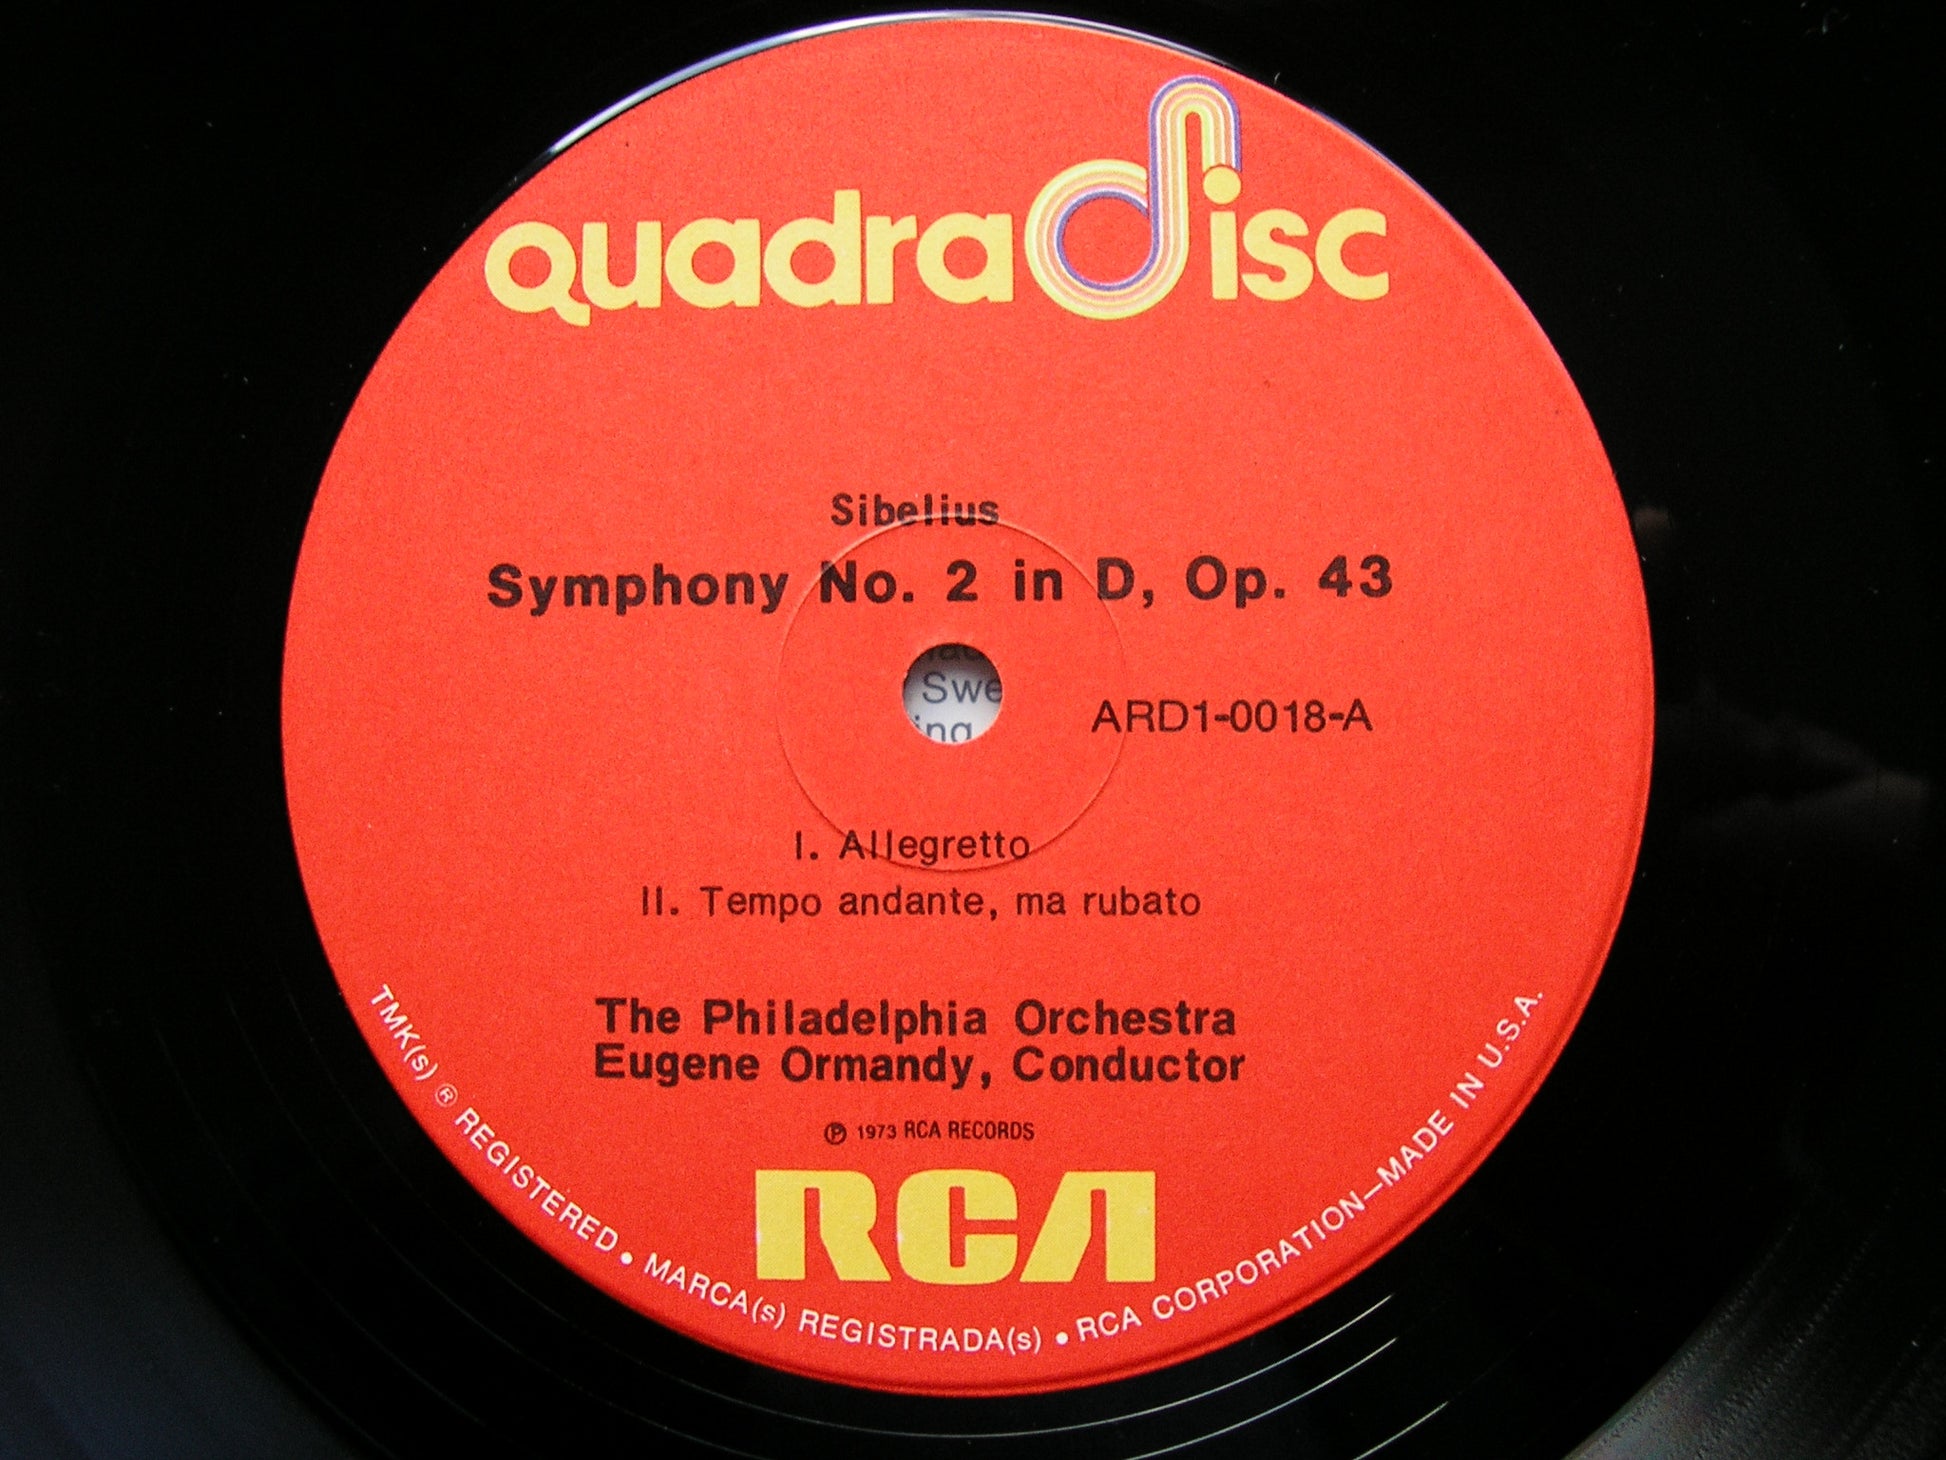 quadradisc
Sibelius
Symphony No. 2 in D, Op. 43
Swe
ing
ARD1-0018-A
I. Allegretto
II. Tempo andante, ma rubato
The Philadelphia Orchestra
Eugene Ormandy, Conductor
℗ 1973 RCA RECORDS
RCA
TMK(s) ® REGISTERED • MARCA(s) REGISTRADA(s) • RCA CORPORATION—MADE IN U.S.A.